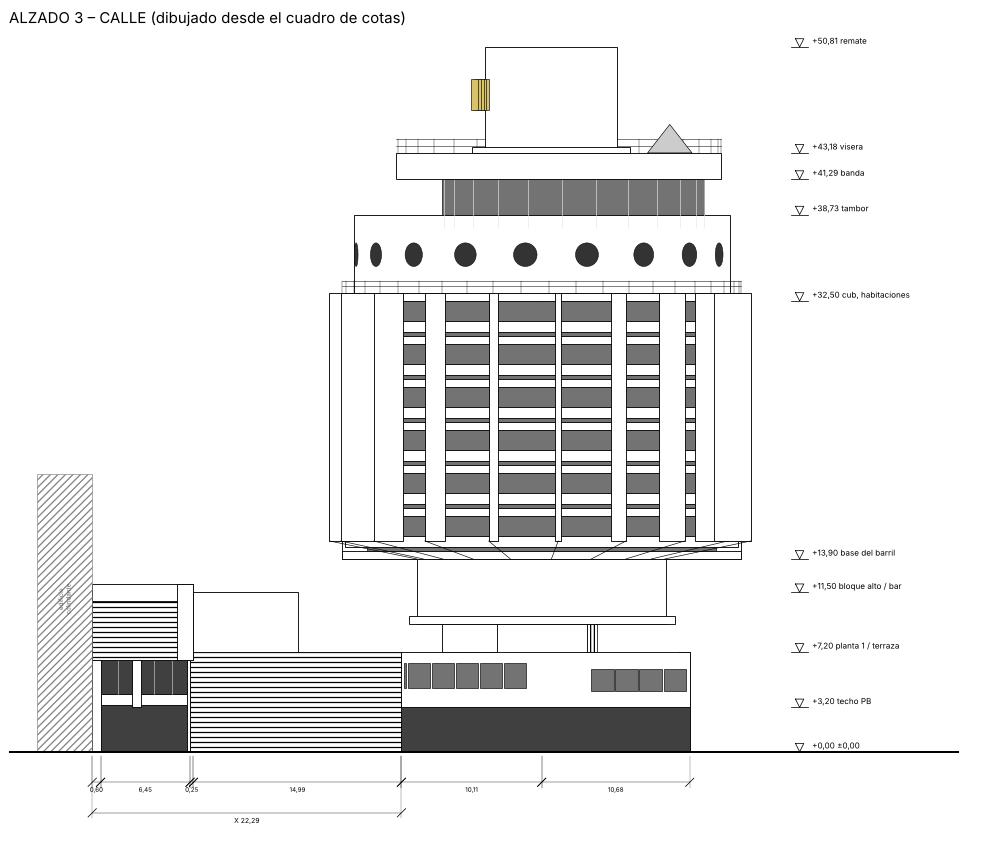 ALZADO 3 – CALLE (dibujado desde el cuadro de cotas)
+50,81 remate
+43,18 visera
+41,29 banda
+38,73 tambor
+32,50 cub, habitaciones
+13,90 base del barril
+11,50 bloque alto / bar
+7,20 planta 1 / terraza
+3,20 techo PB
+0,00 ±0,00
0,60
6,45
0,25
14,99
10,11
10,68
X 22,29